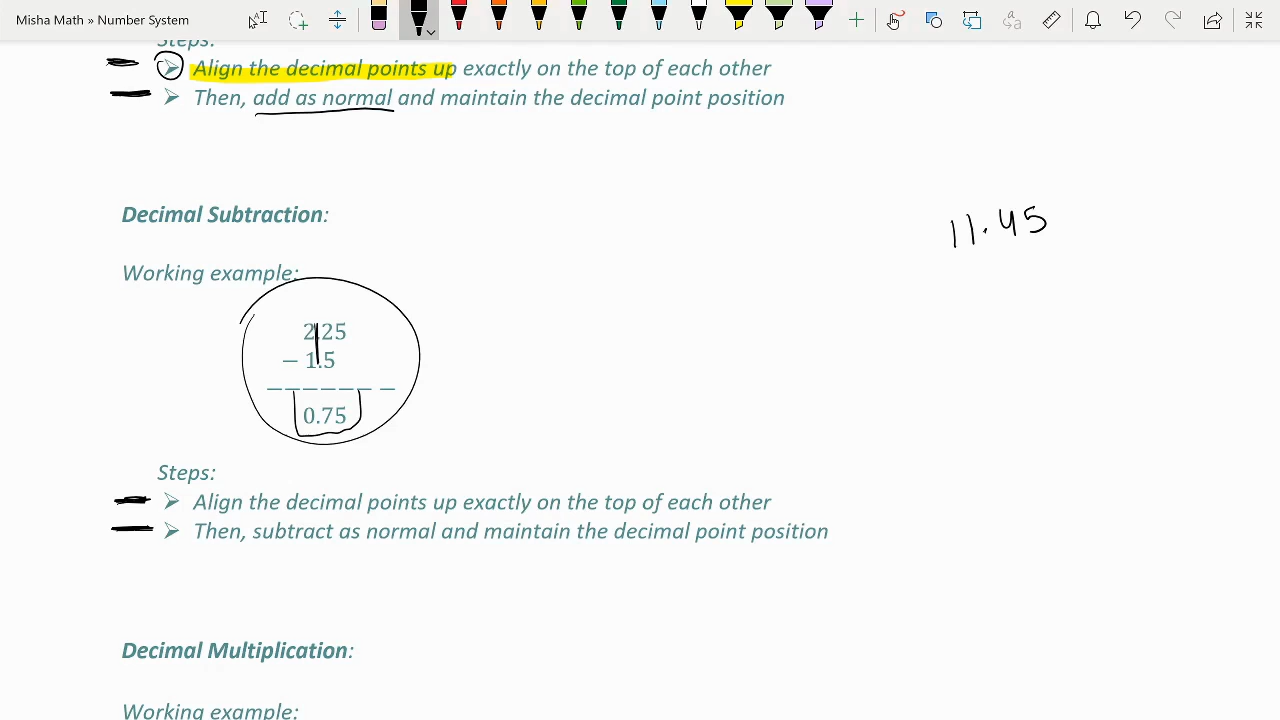 Misha Math » Number System
Steps:
➢ Align the decimal points up exactly on the top of each other
➢ Then, add as normal and maintain the decimal point position
Decimal Subtraction:
11.45
Working example:
2.25
− 1.5
− − − − − − −
0.75
Steps:
➢ Align the decimal points up exactly on the top of each other
➢ Then, subtract as normal and maintain the decimal point position
Decimal Multiplication:
Working example: